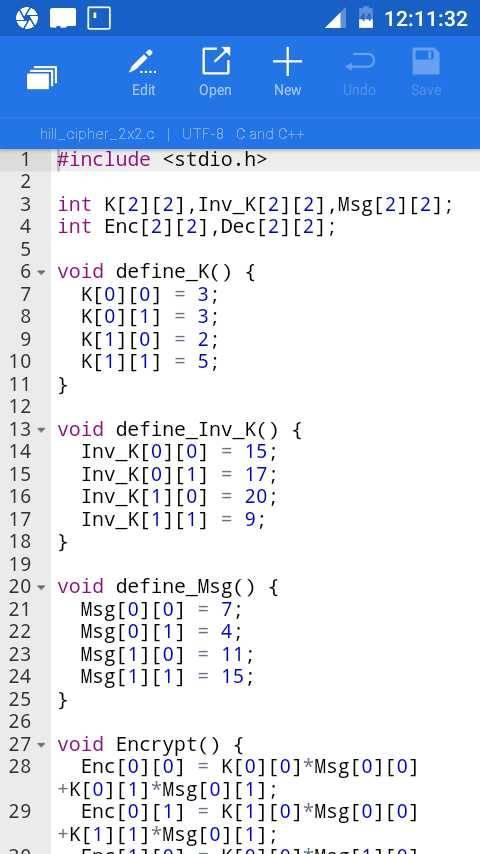 12:11:32
Edit Open New Undo Save
hill_cipher_2x2.c | UTF-8 C and C++
1 #include <stdio.h>
2
3 int K[2][2],Inv_K[2][2],Msg[2][2];
4 int Enc[2][2],Dec[2][2];
5
6 void define_K() {
7 K[0][0] = 3;
8 K[0][1] = 3;
9 K[1][0] = 2;
10 K[1][1] = 5;
11 }
12
13 void define_Inv_K() {
14 Inv_K[0][0] = 15;
15 Inv_K[0][1] = 17;
16 Inv_K[1][0] = 20;
17 Inv_K[1][1] = 9;
18 }
19
20 void define_Msg() {
21 Msg[0][0] = 7;
22 Msg[0][1] = 4;
23 Msg[1][0] = 11;
24 Msg[1][1] = 15;
25 }
26
27 void Encrypt() {
28 Enc[0][0] = K[0][0]*Msg[0][0]
+K[0][1]*Msg[0][1];
29 Enc[0][1] = K[1][0]*Msg[0][0]
+K[1][1]*Msg[0][1];